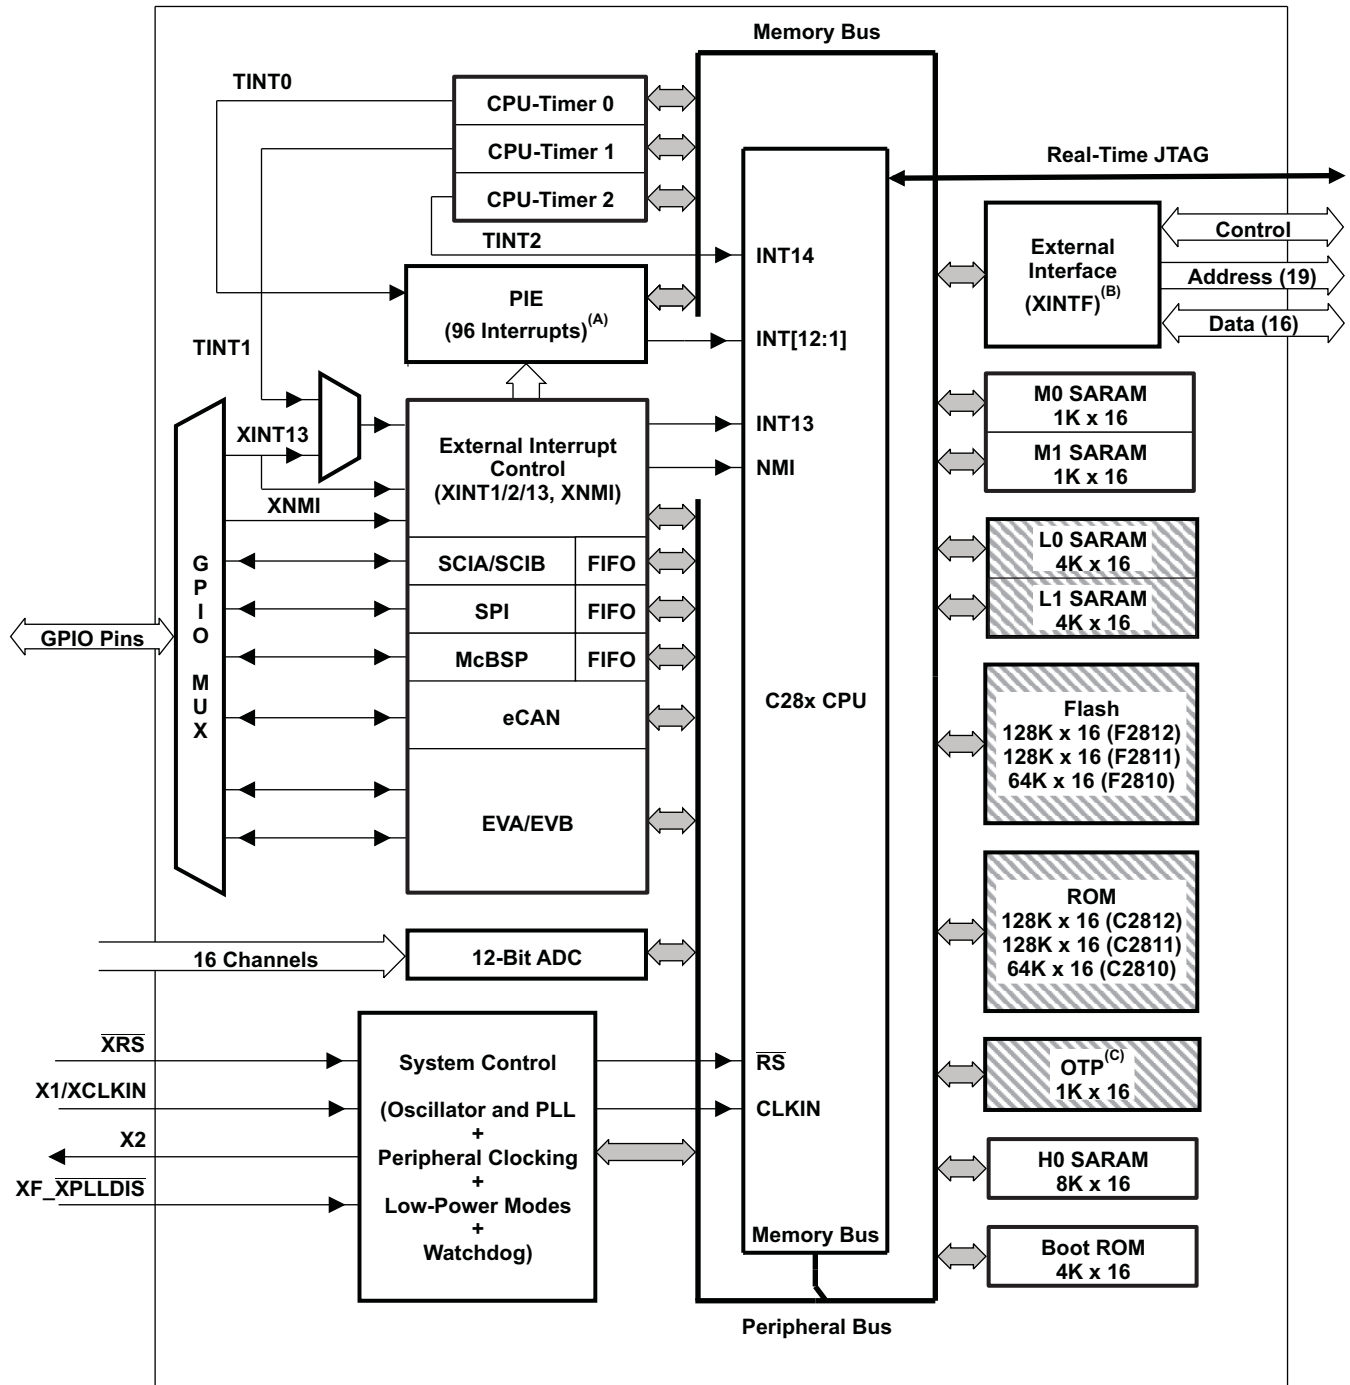 Memory Bus
TINT0
CPU-Timer 0
CPU-Timer 1
CPU-Timer 2
Real-Time JTAG
TINT2
INT14
External
Interface
(XINTF)(B)
Control
Address (19)
Data (16)
PIE
(96 Interrupts)(A)
INT[12:1]
TINT1
XINT13
XNMI
External Interrupt
Control
(XINT1/2/13, XNMI)
INT13
NMI
M0 SARAM
1K x 16
M1 SARAM
1K x 16
L0 SARAM
4K x 16
L1 SARAM
4K x 16
GPIO Pins
GPIO MUX
SCIA/SCIB
FIFO
SPI
FIFO
McBSP
FIFO
eCAN
EVA/EVB
C28x CPU
Flash
128K x 16 (F2812)
128K x 16 (F2811)
64K x 16 (F2810)
ROM
128K x 16 (C2812)
128K x 16 (C2811)
64K x 16 (C2810)
16 Channels
12-Bit ADC
XRS
X1/XCLKIN
X2
XF_XPLLDIS
System Control
(Oscillator and PLL
+
Peripheral Clocking
+
Low-Power Modes
+
Watchdog)
RS
CLKIN
OTP(C)
1K x 16
H0 SARAM
8K x 16
Boot ROM
4K x 16
Memory Bus
Peripheral Bus